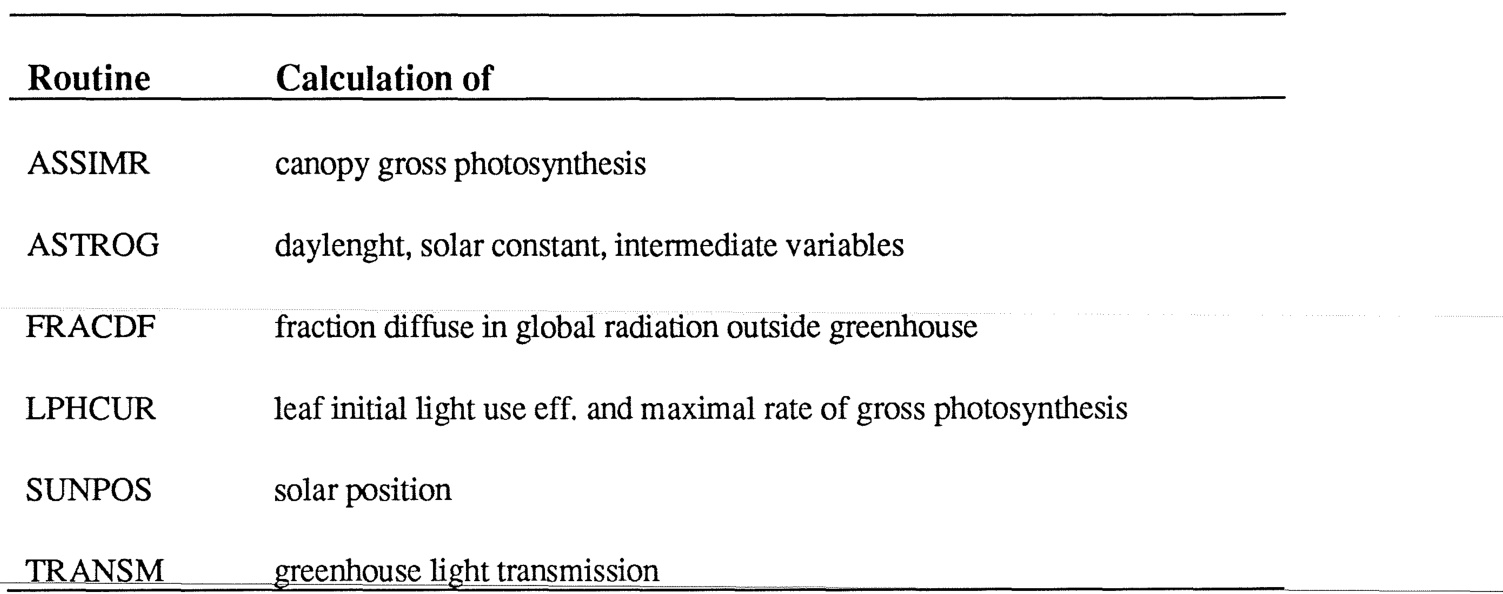 Routine Calculation of
ASSIMR canopy gross photosynthesis
ASTROG daylenght, solar constant, intermediate variables
FRACDF fraction diffuse in global radiation outside greenhouse
LPHCUR leaf initial light use eff. and maximal rate of gross photosynthesis
SUNPOS solar position
TRANSM greenhouse light transmission